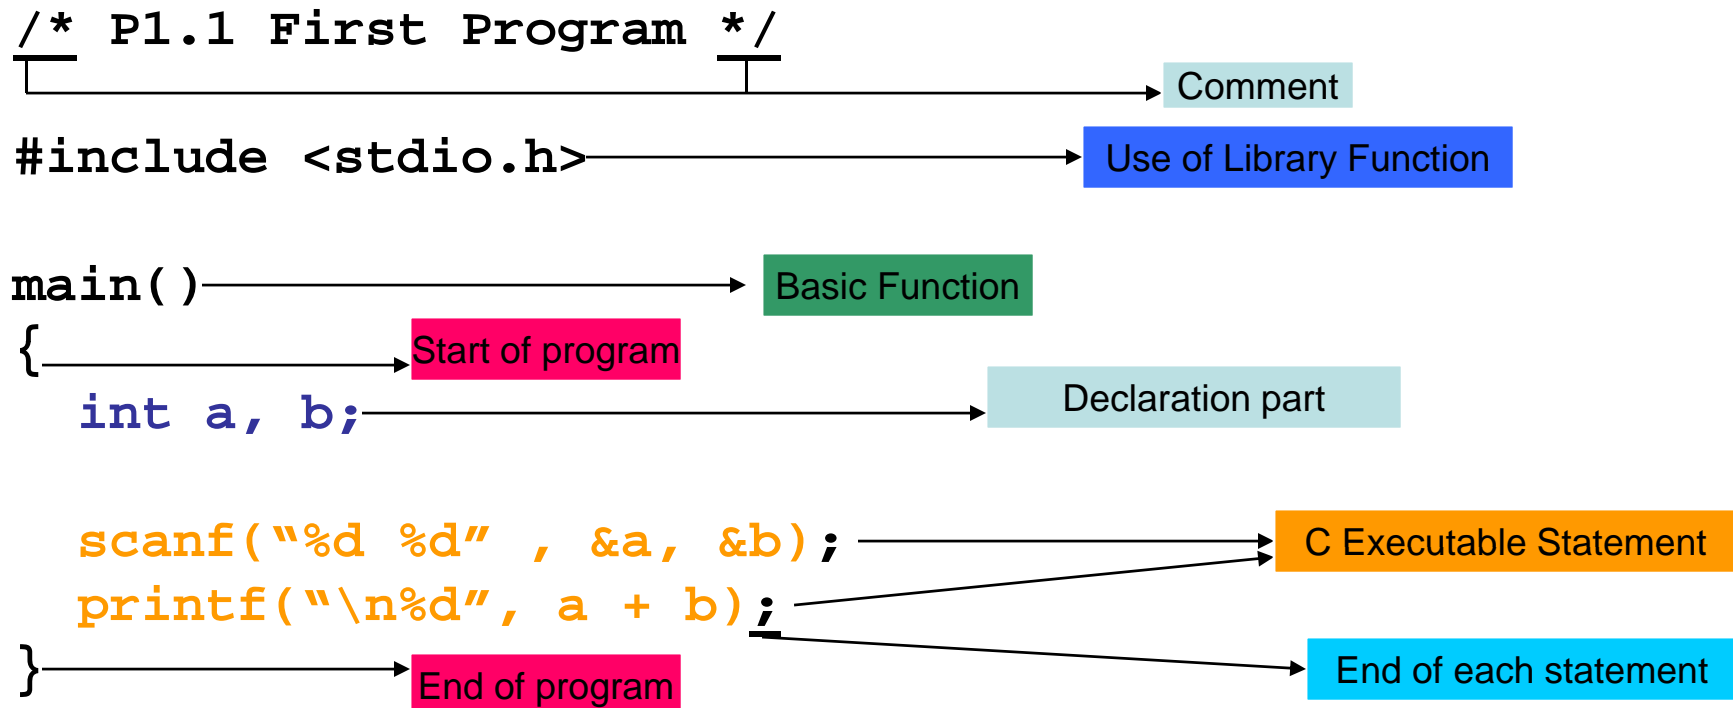 /* P1.1 First Program */
Comment
#include <stdio.h>
Use of Library Function
main()
Basic Function
{
Start of program
int a, b;
Declaration part
scanf(“%d %d” , &a, &b);
C Executable Statement
printf(“\n%d”, a + b);
End of each statement
}
End of program